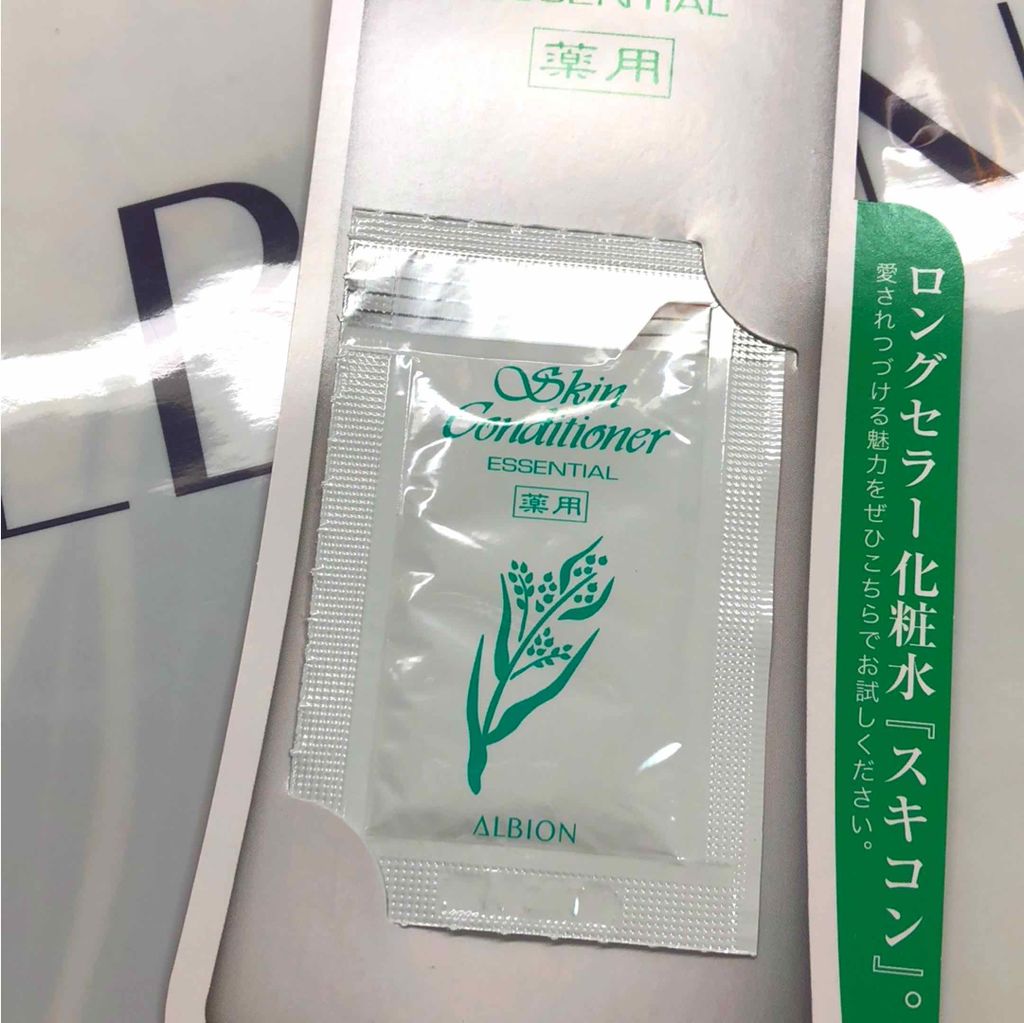 ESSENTIAL
薬用
Skin
Conditioner
ESSENTIAL
薬用
ALBION
ロングセラー化粧水『スキコン』。
愛されつづける魅力をぜひこちらでお試しください。